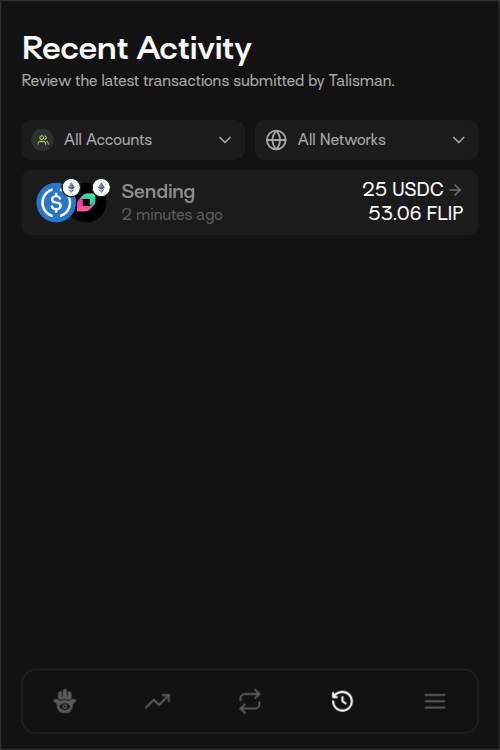 Recent Activity
Review the latest transactions submitted by Talisman.
All Accounts
All Networks
Sending
25 USDC →
2 minutes ago
53.06 FLIP